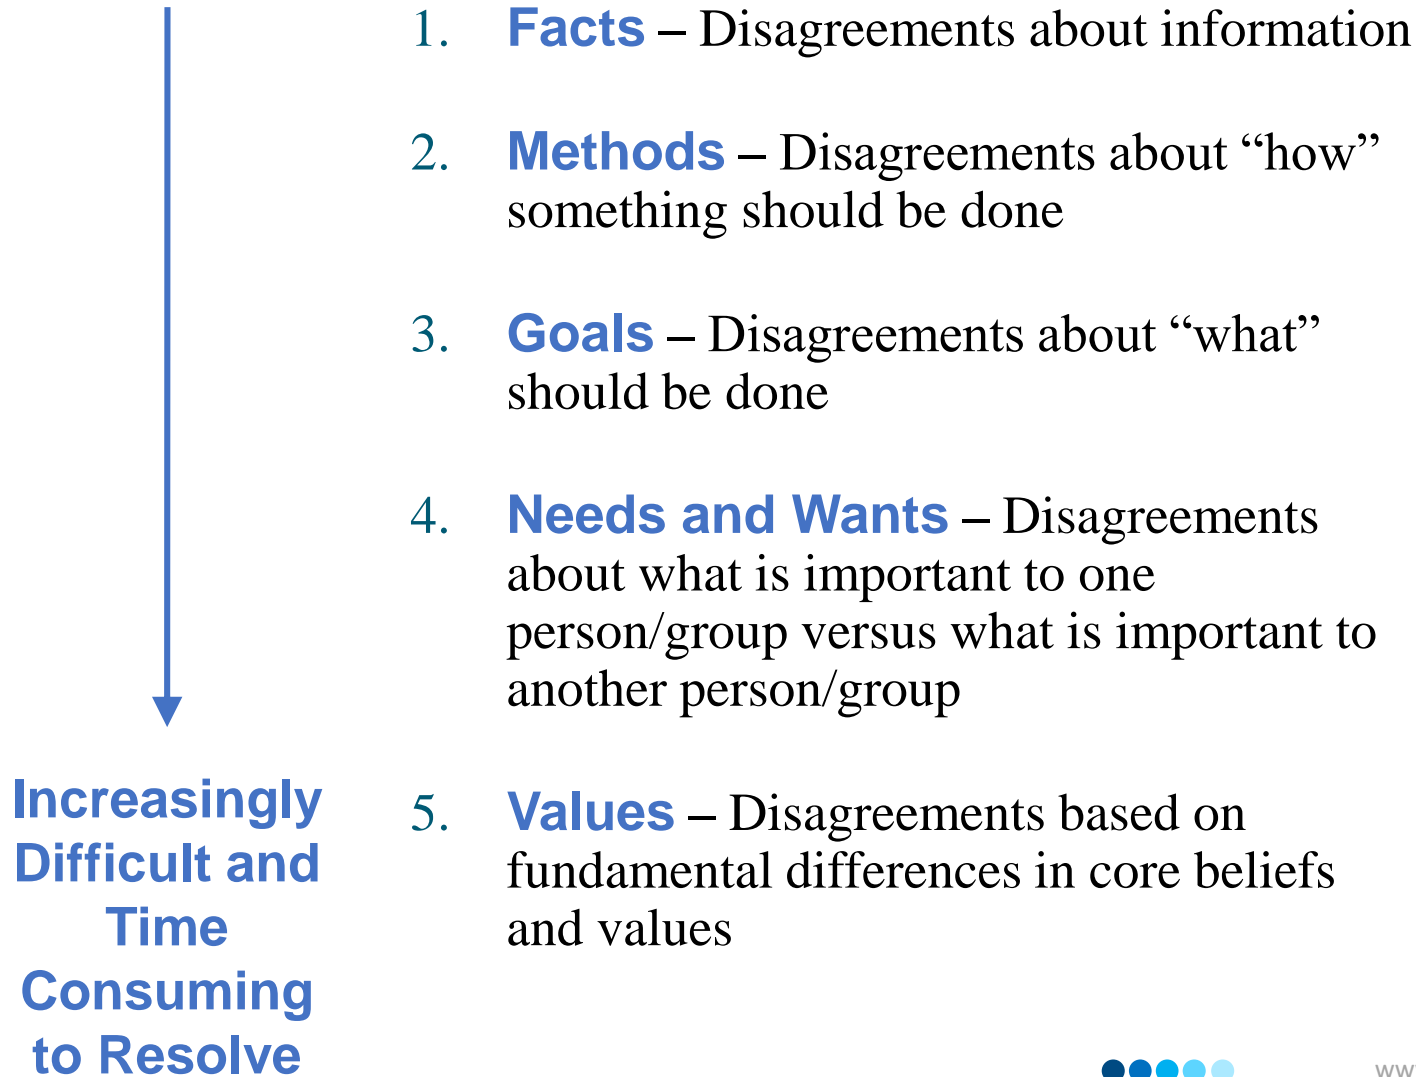 1. Facts – Disagreements about information
2. Methods – Disagreements about “how”
something should be done
3. Goals – Disagreements about “what”
should be done
4. Needs and Wants – Disagreements
about what is important to one
person/group versus what is important to
another person/group
5. Values – Disagreements based on
fundamental differences in core beliefs
and values
Increasingly
Difficult and
Time
Consuming
to Resolve